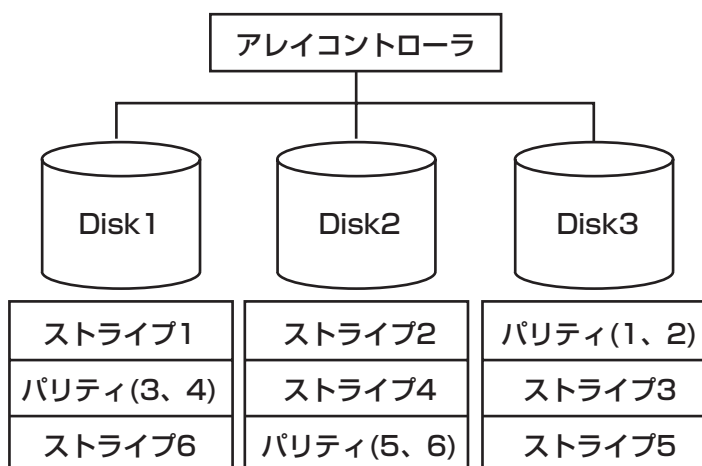 アレイコントローラ
Disk1
Disk2
Disk3
ストライプ1
ストライプ2
パリティ(1、2)
パリティ(3、4)
ストライプ4
ストライプ3
ストライプ6
パリティ(5、6)
ストライプ5